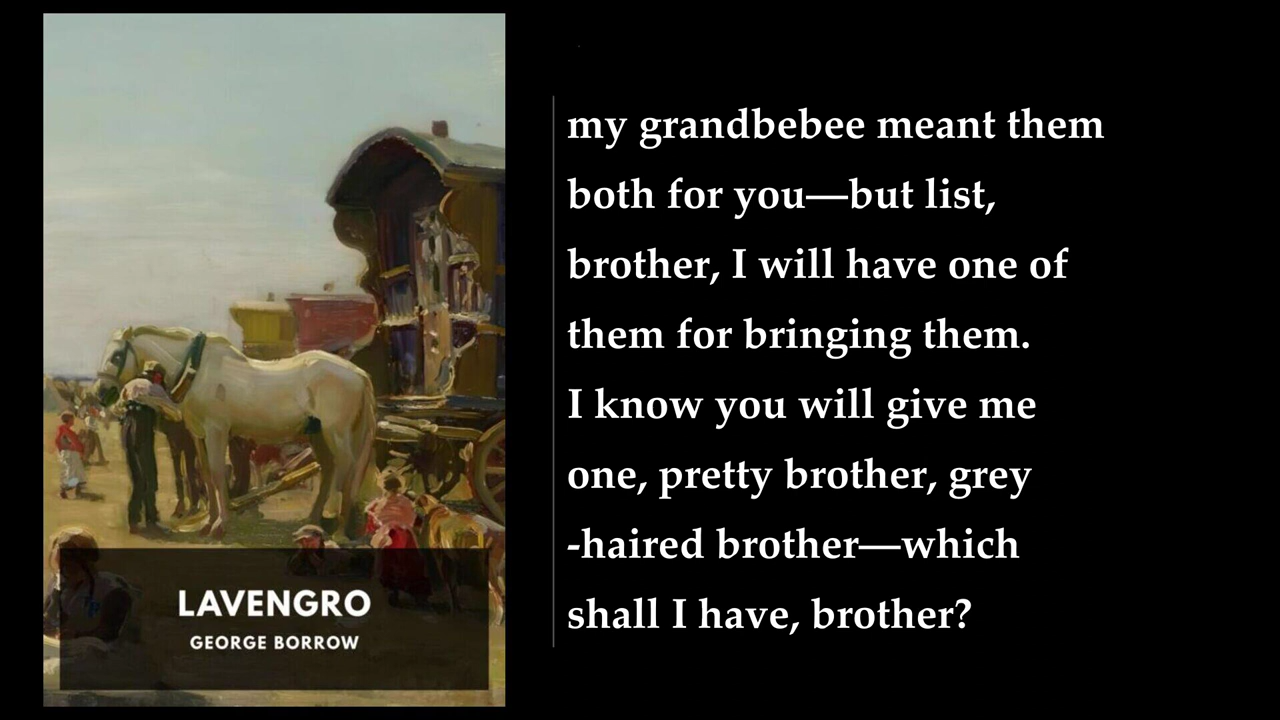 LAVENGRO
GEORGE BORROW
my grandbebee meant them
both for you—but list,
brother, I will have one of
them for bringing them.
I know you will give me
one, pretty brother, grey
-haired brother—which
shall I have, brother?